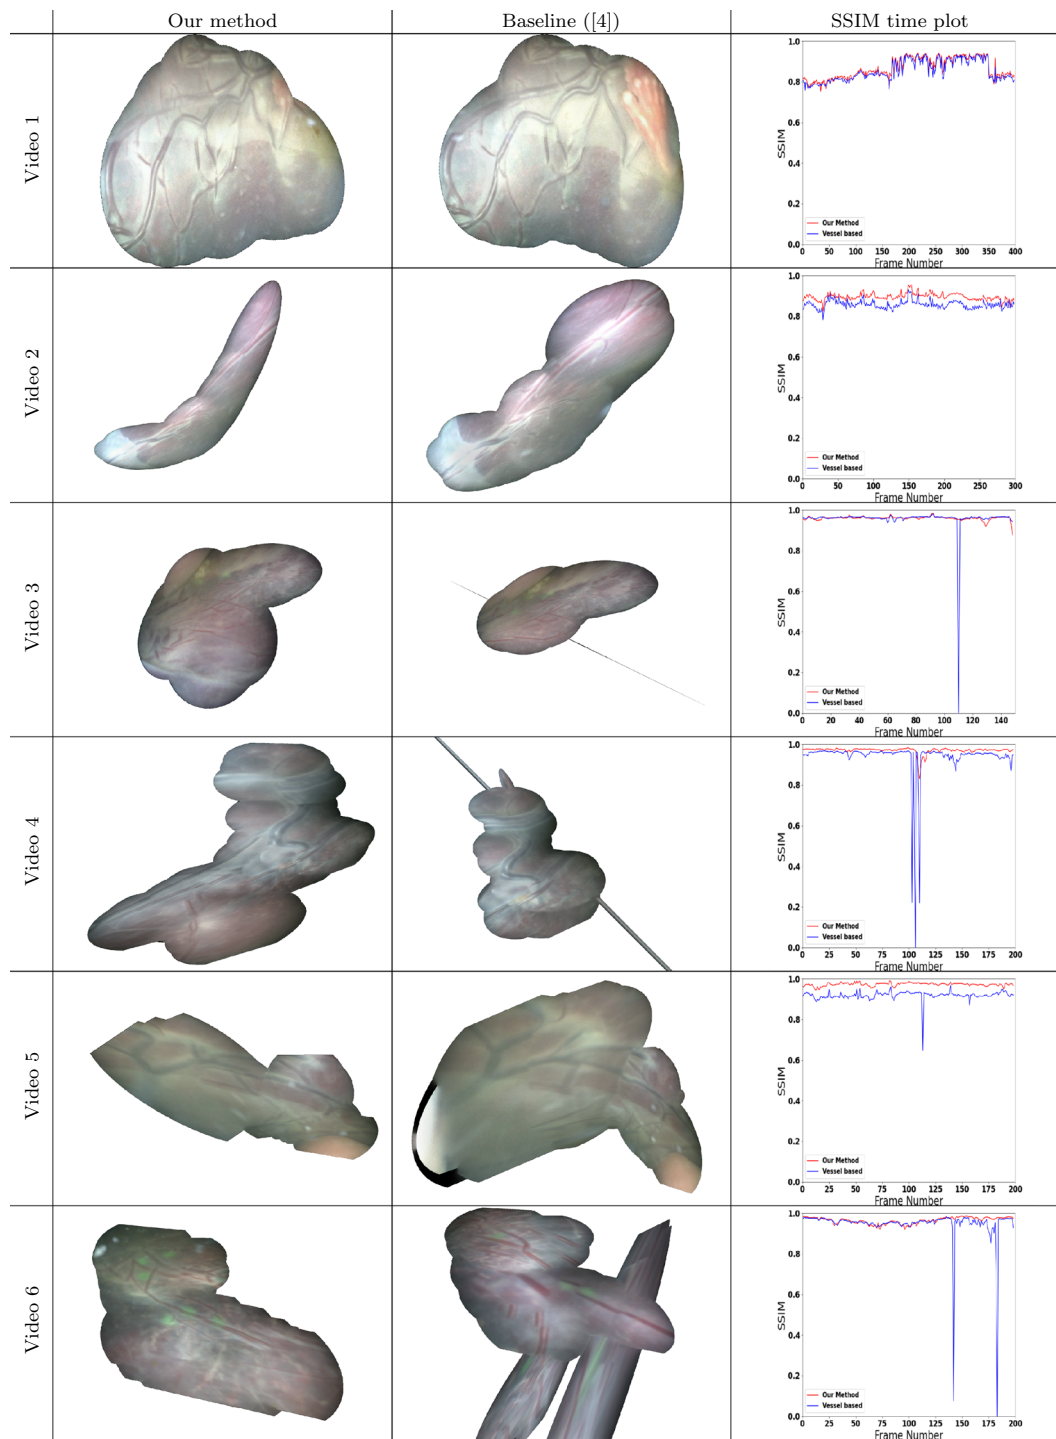 Our method Baseline ([4]) SSIM time plot
Video 1
1.0
0.8
0.6
0.4
0.2
0.0
SSIM
Our Method
Vessel based
0 50 100 150 200 250 300 350 400
Frame Number
Video 2
1.0
0.8
0.6
0.4
0.2
0.0
SSIM
Our Method
Vessel based
0 50 100 150 200 250 300
Frame Number
Video 3
1.0
0.8
0.6
0.4
0.2
0.0
SSIM
Our Method
Vessel based
0 20 40 60 80 100 120 140
Frame Number
Video 4
1.0
0.8
0.6
0.4
0.2
0.0
SSIM
Our Method
Vessel based
0 25 50 75 100 125 150 175 200
Frame Number
Video 5
1.0
0.8
0.6
0.4
0.2
0.0
SSIM
Our Method
Vessel based
0 25 50 75 100 125 150 175 200
Frame Number
Video 6
1.0
0.8
0.6
0.4
0.2
0.0
SSIM
Our Method
Vessel based
0 25 50 75 100 125 150 175 200
Frame Number